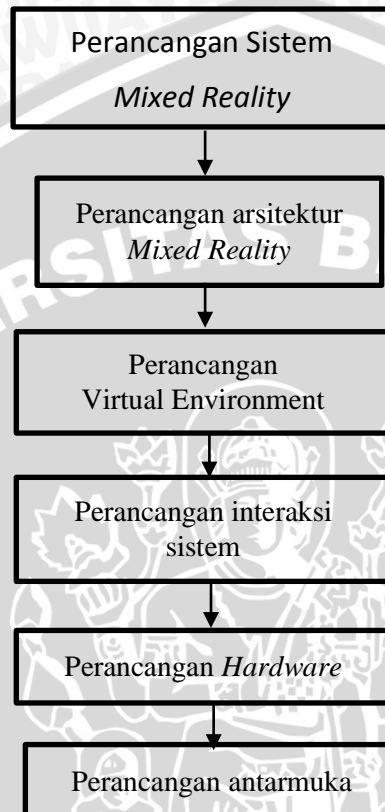 Perancangan Sistem
Mixed Reality
Perancangan arsitektur
Mixed Reality
Perancangan
Virtual Environment
Perancangan interaksi
sistem
Perancangan Hardware
Perancangan antarmuka